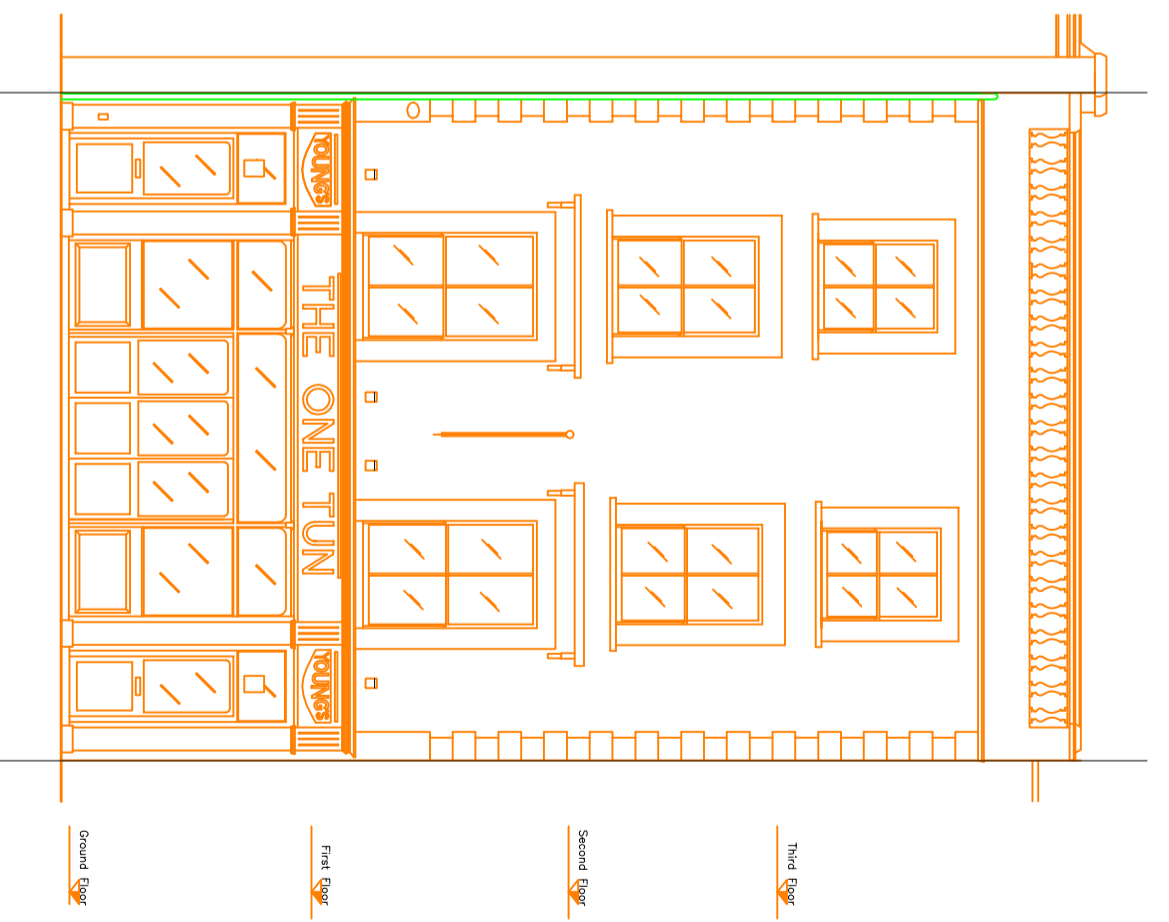 YOUNG'S
THE ONE TUN
YOUNG'S
Third Floor
Second Floor
First Floor
Ground Floor